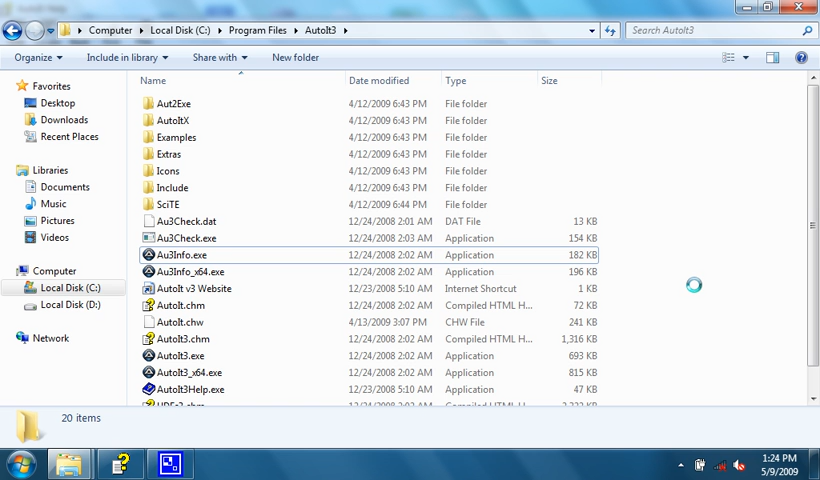 Computer ▸ Local Disk (C:) ▸ Program Files ▸ AutoIt3 ▸
Search AutoIt3
Organize Include in library Share with New folder
Name Date modified Type Size
Favorites
Desktop
Downloads
Recent Places
Libraries
Documents
Music
Pictures
Videos
Computer
Local Disk (C:)
Local Disk (D:)
Network
Aut2Exe 4/12/2009 6:43 PM File folder
AutoItX 4/12/2009 6:43 PM File folder
Examples 4/12/2009 6:43 PM File folder
Extras 4/12/2009 6:43 PM File folder
Icons 4/12/2009 6:43 PM File folder
Include 4/12/2009 6:43 PM File folder
SciTE 4/12/2009 6:44 PM File folder
Au3Check.dat 12/24/2008 2:01 AM DAT File 13 KB
Au3Check.exe 12/24/2008 2:03 AM Application 154 KB
Au3Info.exe 12/24/2008 2:02 AM Application 182 KB
Au3Info_x64.exe 12/24/2008 2:02 AM Application 196 KB
AutoIt v3 Website 12/23/2008 5:10 AM Internet Shortcut 1 KB
AutoIt.chm 12/24/2008 2:02 AM Compiled HTML H... 72 KB
AutoIt.chw 4/13/2009 3:07 PM CHW File 241 KB
AutoIt3.chm 12/24/2008 2:02 AM Compiled HTML H... 1,316 KB
AutoIt3.exe 12/24/2008 2:02 AM Application 693 KB
AutoIt3_x64.exe 12/24/2008 2:02 AM Application 815 KB
AutoIt3Help.exe 12/23/2008 5:10 AM Application 47 KB
20 items
1:24 PM
5/9/2009